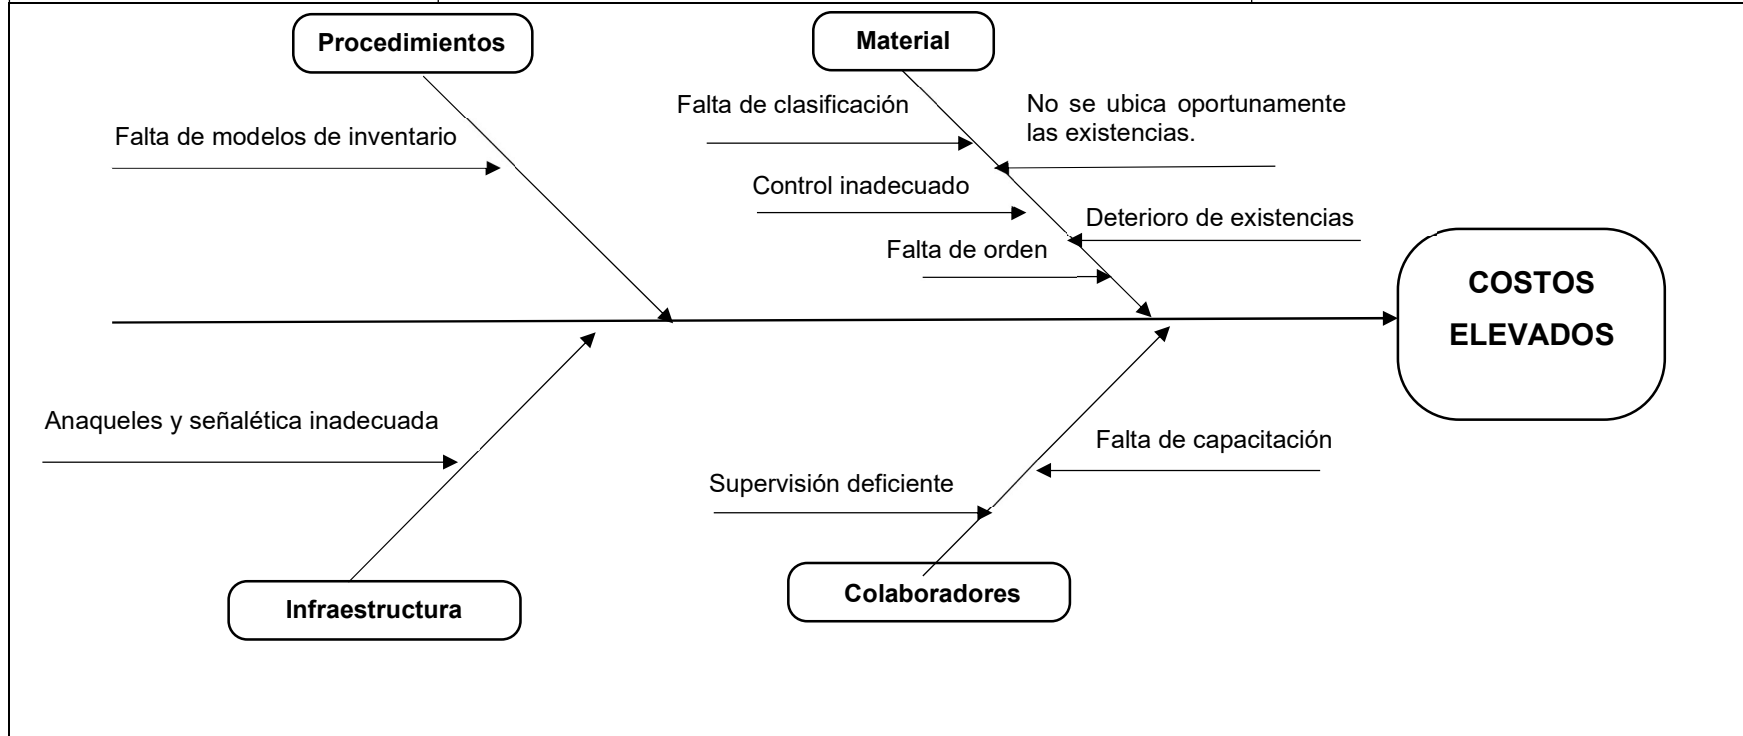 Procedimientos
Material
Falta de clasificación
No se ubica oportunamente
las existencias.
Falta de modelos de inventario
Control inadecuado
Deterioro de existencias
Falta de orden
COSTOS
ELEVADOS
Anaqueles y señalética inadecuada
Falta de capacitación
Supervisión deficiente
Infraestructura
Colaboradores